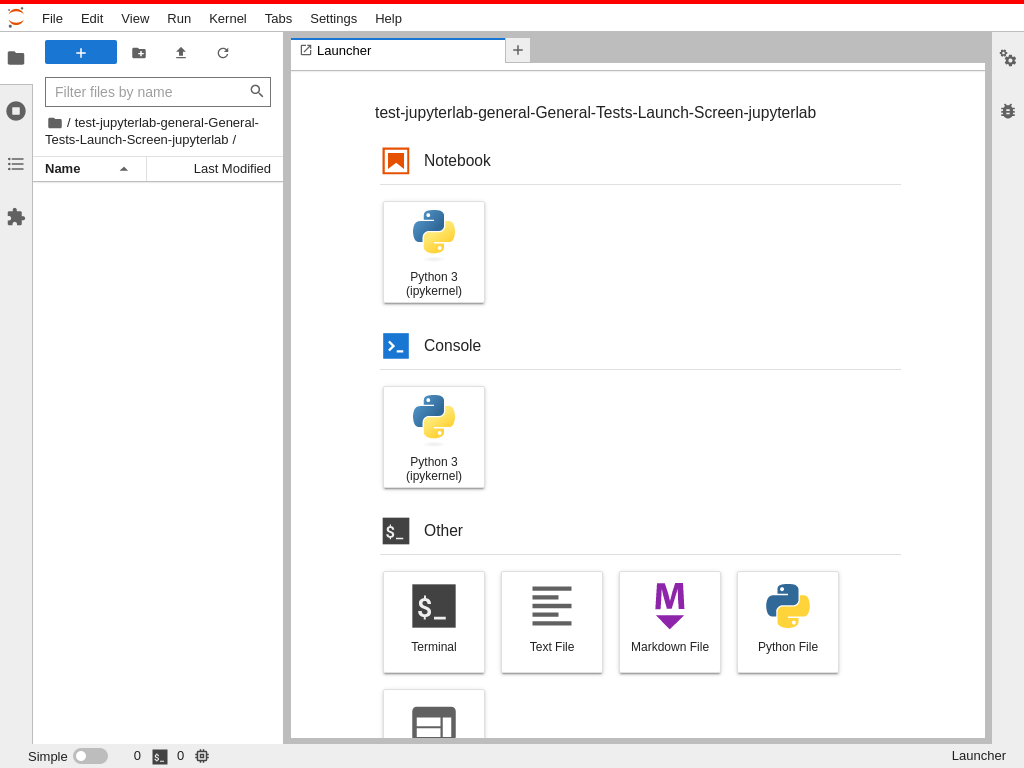 File Edit View Run Kernel Tabs Settings Help
Launcher
Filter files by name
/ test-jupyterlab-general-General-
Tests-Launch-Screen-jupyterlab /
Name Last Modified
test-jupyterlab-general-General-Tests-Launch-Screen-jupyterlab
Notebook
Python 3
(ipykernel)
Console
Python 3
(ipykernel)
$_ Other
$_
M
Terminal Text File Markdown File Python File
Simple 0 $_ 0 Launcher